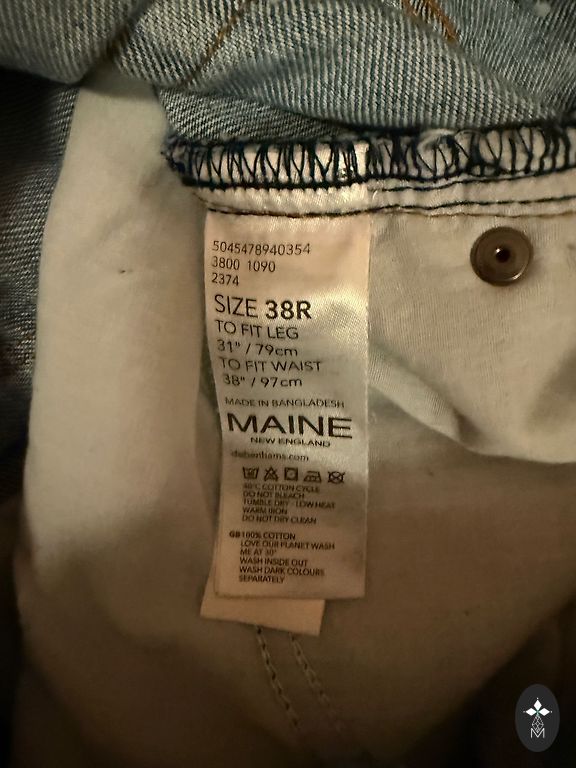 5045478940354
3800 1090
2374
SIZE 38R
TO FIT LEG
31" / 79cm
TO FIT WAIST
38" / 97cm
MADE IN BANGLADESH
MAINE
NEW ENGLAND
debenhams.com
40°C COTTON CYCLE
DO NOT BLEACH
TUMBLE DRY - LOW HEAT
WARM IRON
DO NOT DRY CLEAN
GB100% COTTON
LOVE OUR PLANET WASH
ME AT 30°
WASH INSIDE OUT
WASH DARK COLOURS
SEPARATELY
M